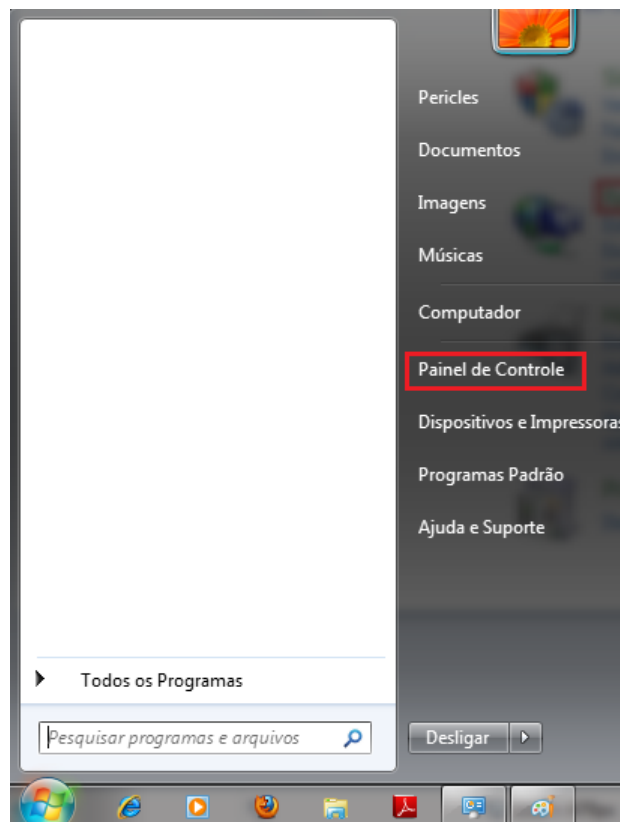 Pericles
Documentos
Imagens
Músicas
Computador
Painel de Controle
Dispositivos e Impressoras
Programas Padrão
Ajuda e Suporte
Todos os Programas
Pesquisar programas e arquivos
Desligar